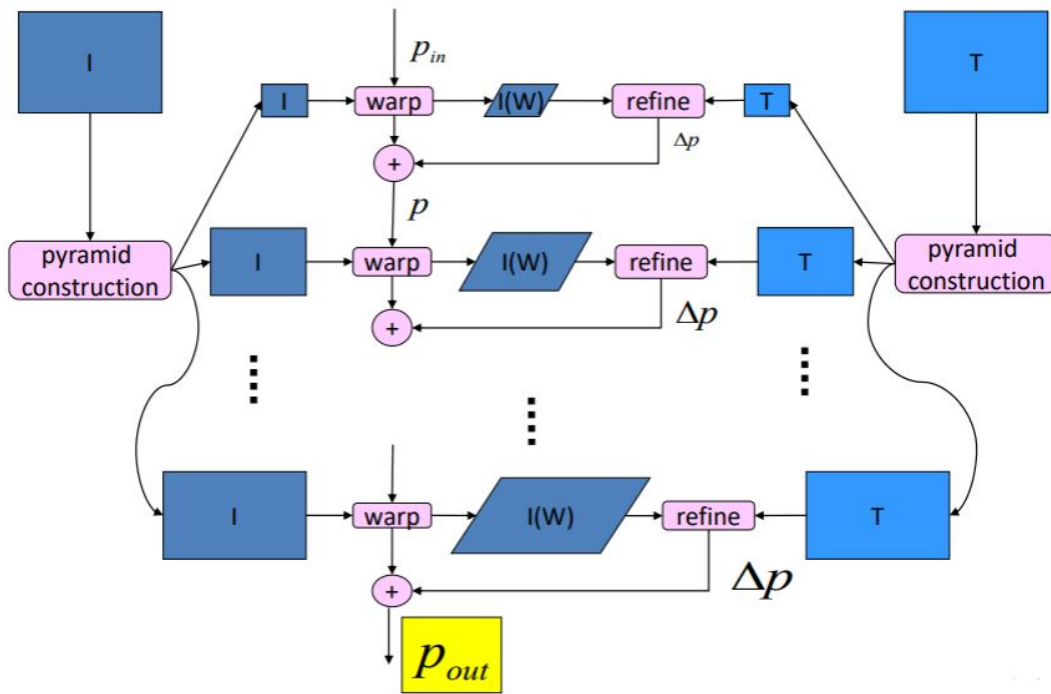 I
T
p_in
I
warp
I(W)
refine
T
Δp
+
p
pyramid
construction
I
warp
I(W)
refine
T
pyramid
construction
+
Δp
I
warp
I(W)
refine
T
+
Δp
p_out